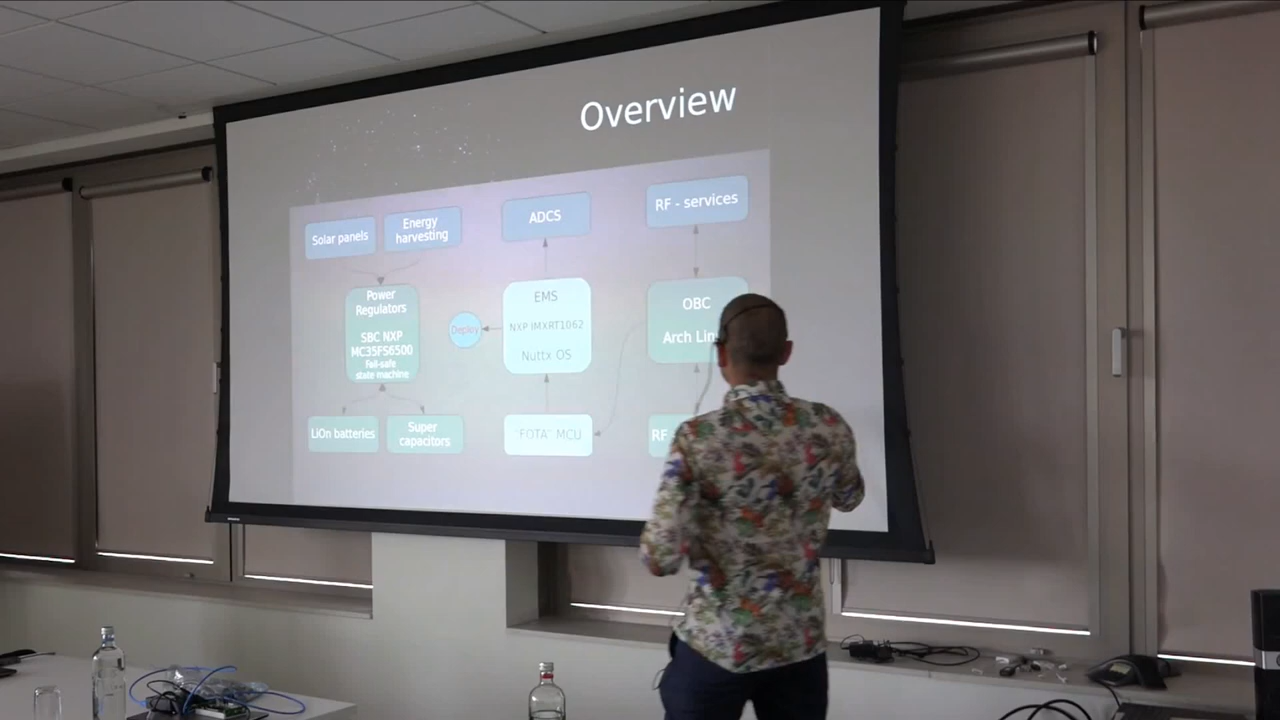 Overview
Solar panels
Energy
harvesting
ADCS
RF - services
Power
Regulators
SBC NXP
MC35FS6500
Fail-safe
state machine
Deploy
EMS
NXP IMXRT1062
Nuttx OS
OBC
Arch
LiOn batteries
Super
capacitors
"FOTA" MCU
RF